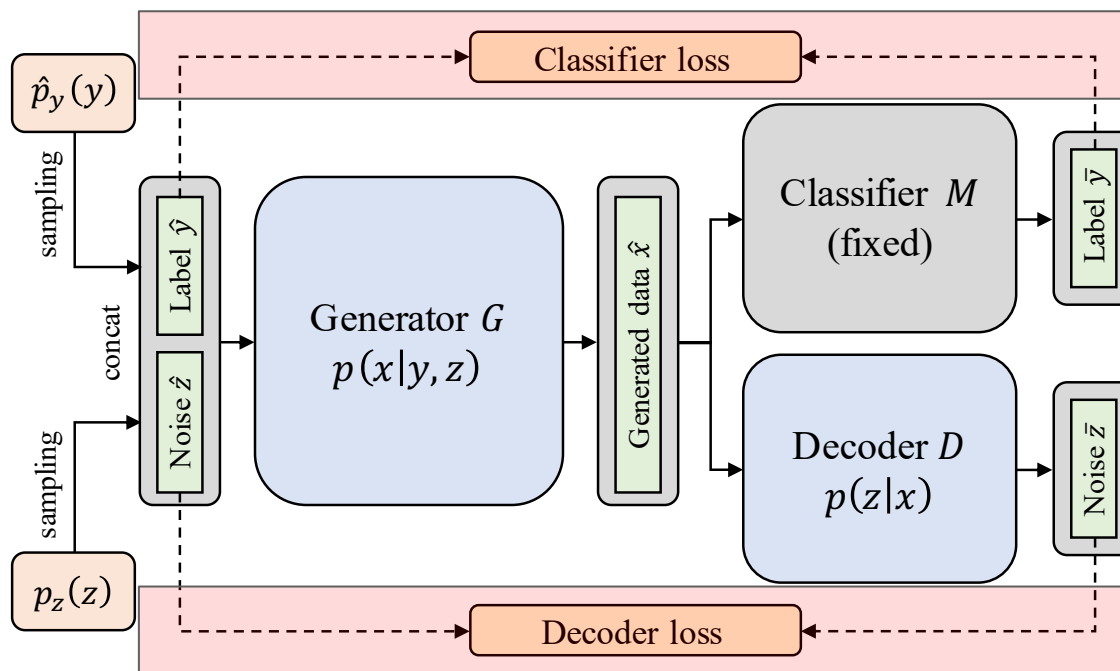 Classifier loss
p̂_y(y)
sampling
concat
sampling
p_z(z)
Label ŷ
Noise ẑ
Generator G
p(x|y, z)
Generated data x̂
Classifier M
(fixed)
Label ȳ
Decoder D
p(z|x)
Noise z̄
Decoder loss